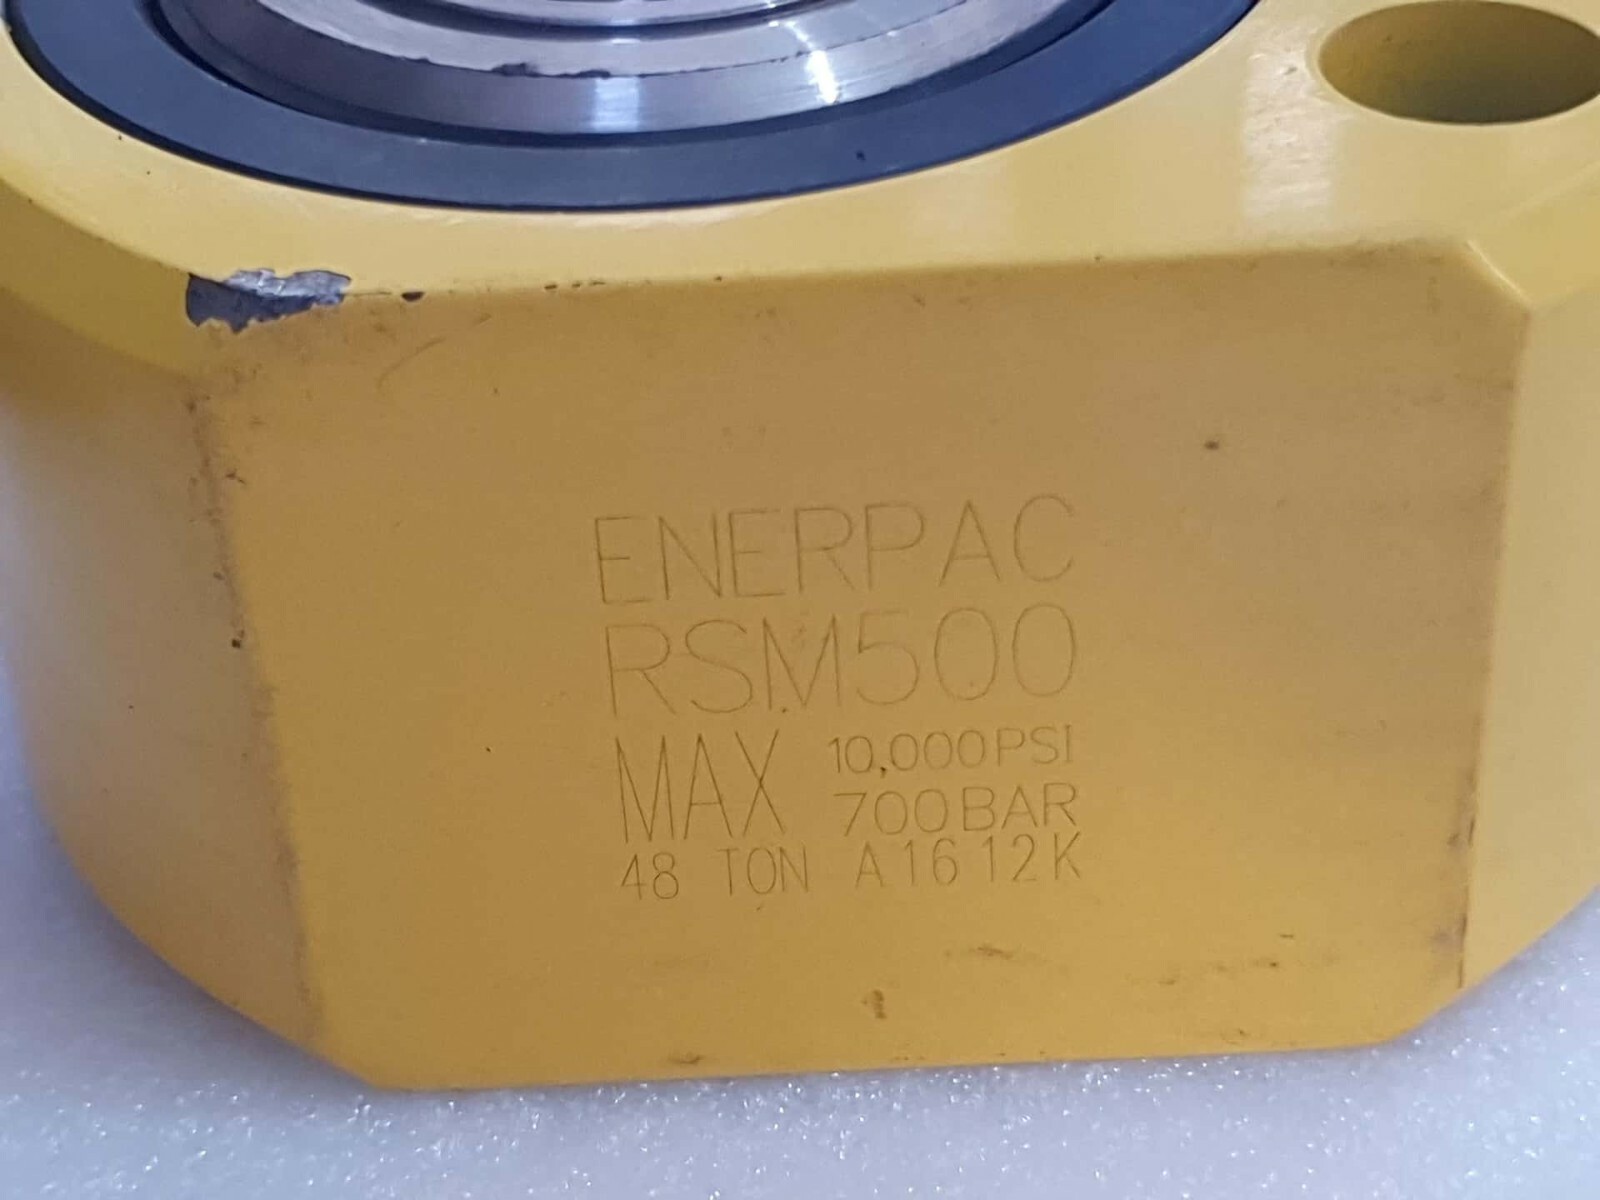 ENERPAC
RSM500
MAX 10,000PSI
700BAR
48 TON A1612K